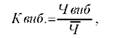 К виб. = Ч виб / Ч̅ ,